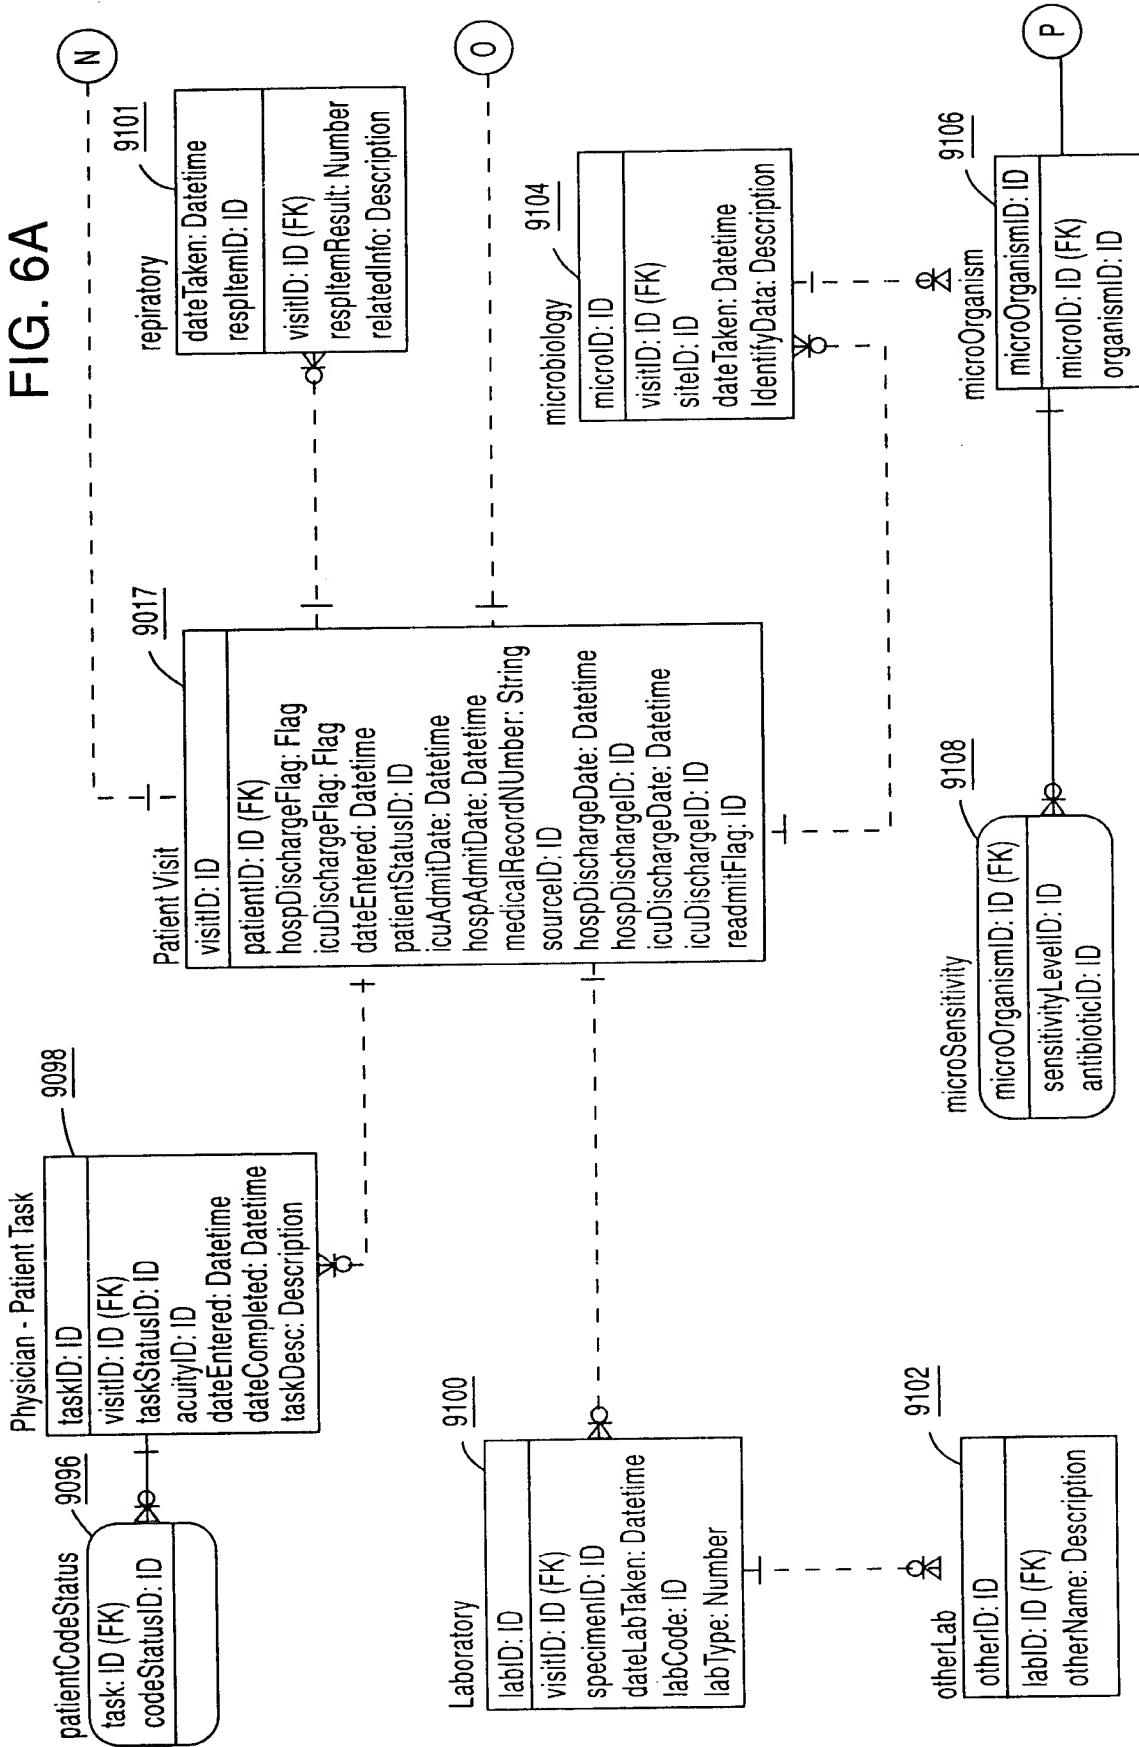 FIG. 6A
N
O
P
repiratory
9101
dateTaken: Datetime
respItemID: ID
visitID: ID (FK)
respItemResult: Number
relatedInfo: Description
microbiology
9104
microID: ID
visitID: ID (FK)
siteID: ID
dateTaken: Datetime
IdentifyData: Description
microOrganism
9106
microOrganismID: ID
microID: ID (FK)
organismID: ID
Patient Visit
9017
visitID: ID
patientID: ID (FK)
hospDischargeFlag: Flag
icuDischargeFlag: Flag
dateEntered: Datetime
patientStatusID: ID
icuAdmitDate: Datetime
hospAdmitDate: Datetime
medicalRecordNUmber: String
sourceID: ID
hospDischargeDate: Datetime
hospDischargeID: ID
icuDischargeDate: Datetime
icuDischargeID: ID
readmitFlag: ID
microSensitivity
9108
microOrganismID: ID (FK)
sensitivityLevelID: ID
antibioticID: ID
Physician - Patient Task
9098
taskID: ID
visitID: ID (FK)
taskStatusID: ID
acuityID: ID
dateEntered: Datetime
dateCompleted: Datetime
taskDesc: Description
patientCodeStatus
9096
task: ID (FK)
codeStatusID: ID
Laboratory
9100
labID: ID
visitID: ID (FK)
specimenID: ID
dateLabTaken: Datetime
labCode: ID
labType: Number
otherLab
9102
otherID: ID
labID: ID (FK)
otherName: Description